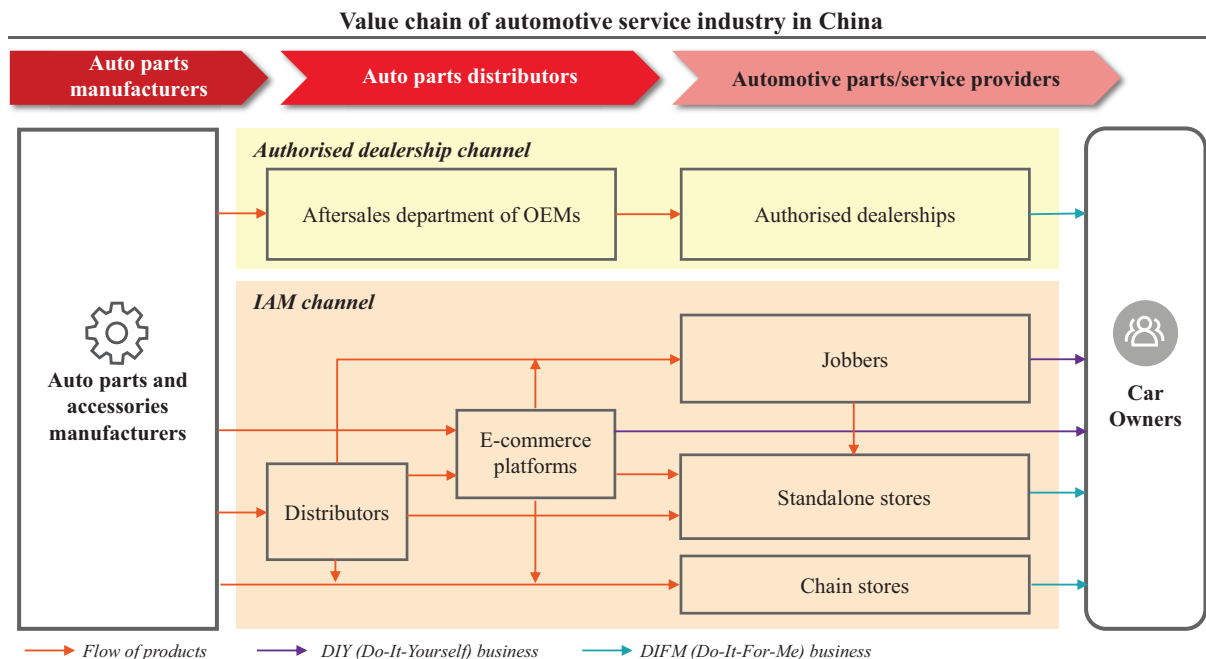 Value chain of automotive service industry in China
Auto parts
manufacturers
Auto parts distributors
Automotive parts/service providers
Authorised dealership channel
Aftersales department of OEMs
Authorised dealerships
IAM channel
Auto parts and
accessories
manufacturers
Jobbers
E-commerce
platforms
Distributors
Standalone stores
Chain stores
Car
Owners
Flow of products
DIY (Do-It-Yourself) business
DIFM (Do-It-For-Me) business